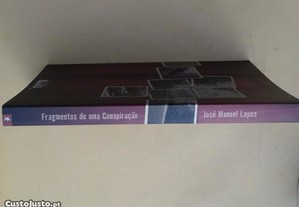 Fragmentos de uma Conspiração José Manuel Lopes
CustoJusto.pt